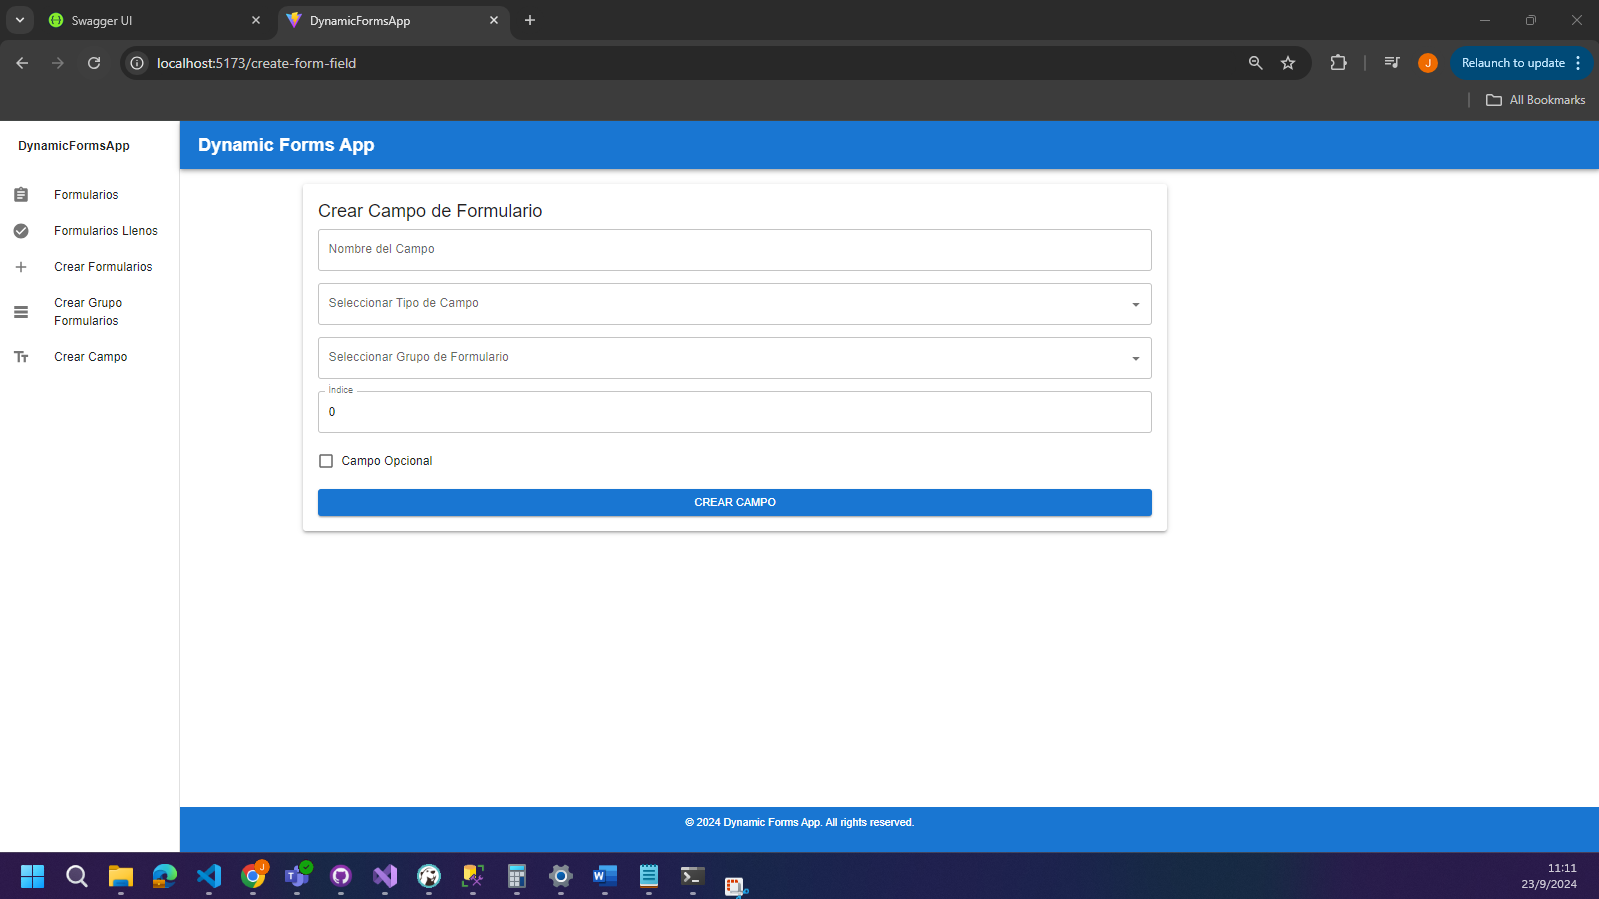 Swagger UI
DynamicFormsApp
localhost:5173/create-form-field
J
Relaunch to update
All Bookmarks
DynamicFormsApp
Formularios
Formularios Llenos
Crear Formularios
Crear Grupo
Formularios
Crear Campo
Dynamic Forms App
Crear Campo de Formulario
Nombre del Campo
Seleccionar Tipo de Campo
Seleccionar Grupo de Formulario
Índice
0
Campo Opcional
CREAR CAMPO
© 2024 Dynamic Forms App. All rights reserved.
11:11
23/9/2024